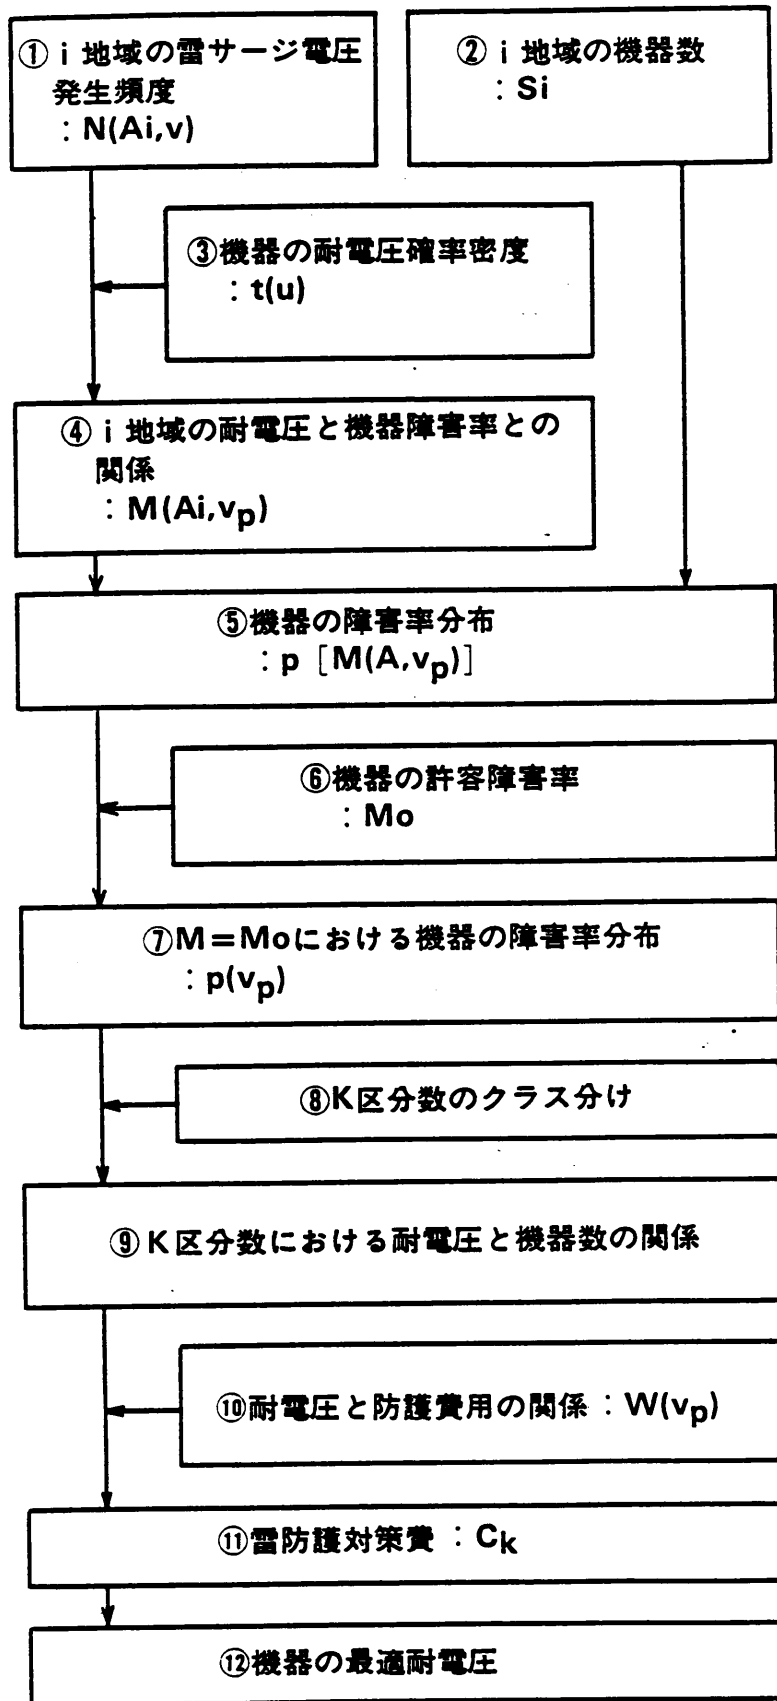 ① i 地域の雷サージ電圧
発生頻度
: N(Ai,v)
② i 地域の機器数
: Si
③機器の耐電圧確率密度
: t(u)
④ i 地域の耐電圧と機器障害率との
関係
: M(Ai,vp)
⑤機器の障害率分布
: p [M(A,vp)]
⑥機器の許容障害率
: Mo
⑦M=Moにおける機器の障害率分布
: p(vp)
⑧K区分数のクラス分け
⑨K区分数における耐電圧と機器数の関係
⑩耐電圧と防護費用の関係 : W(vp)
⑪雷防護対策費 : Ck
⑫機器の最適耐電圧